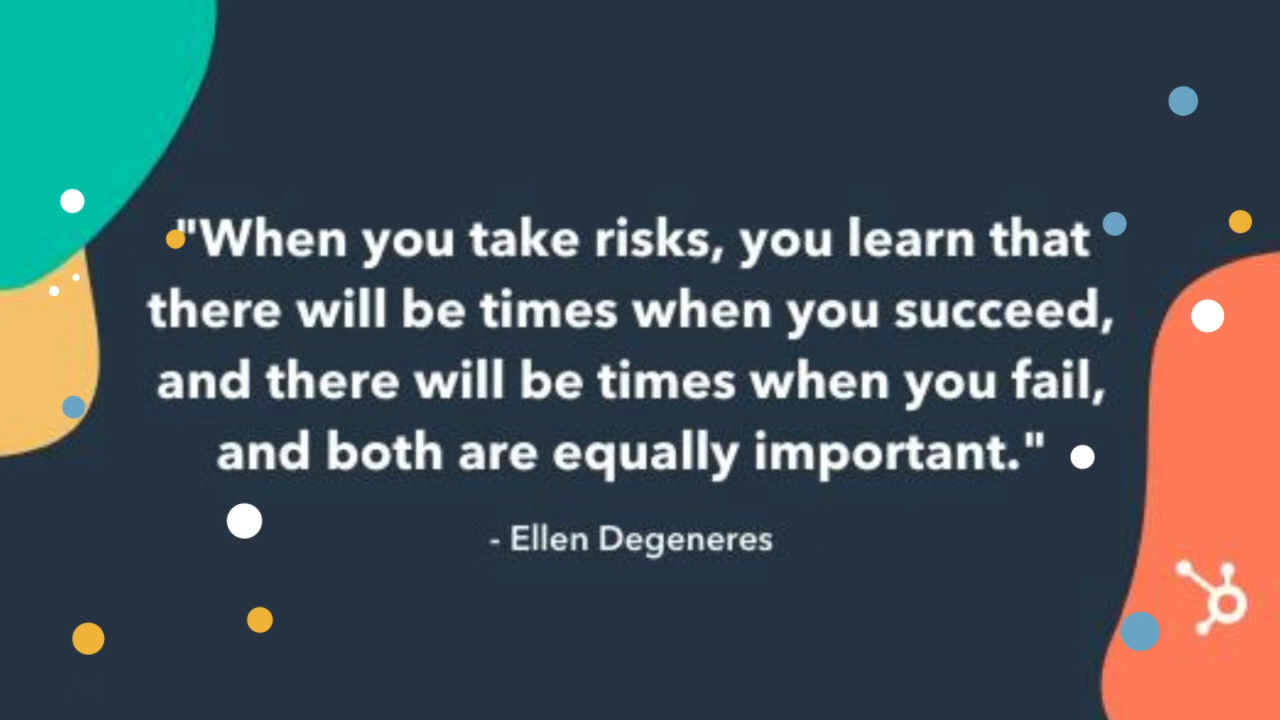 "When you take risks, you learn that
there will be times when you succeed,
and there will be times when you fail,
and both are equally important."
- Ellen Degeneres